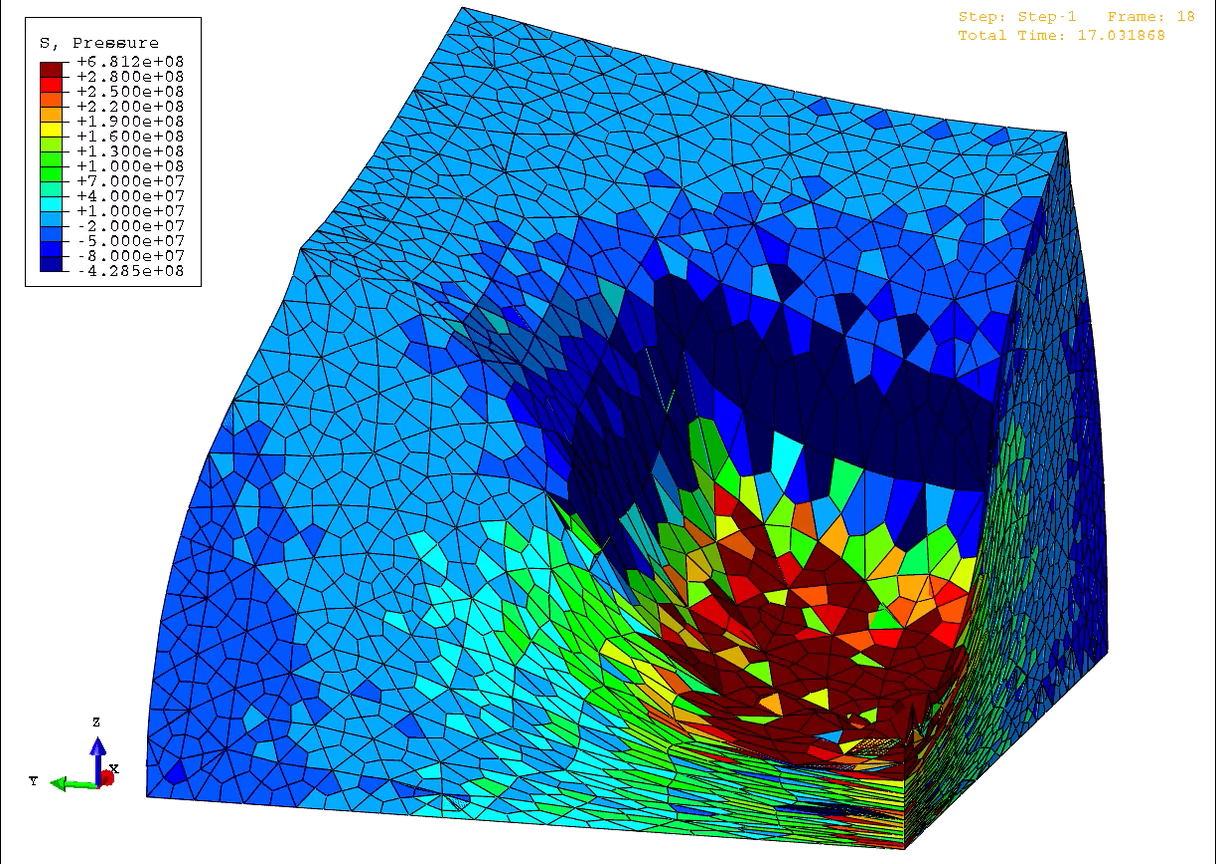 S, Pressure
+6.812e+08
+2.800e+08
+2.500e+08
+2.200e+08
+1.900e+08
+1.600e+08
+1.300e+08
+1.000e+08
+7.000e+07
+4.000e+07
+1.000e+07
-2.000e+07
-5.000e+07
-8.000e+07
-4.285e+08
Step: Step-1 Frame: 18
Total Time: 17.031868
Z
Y
X